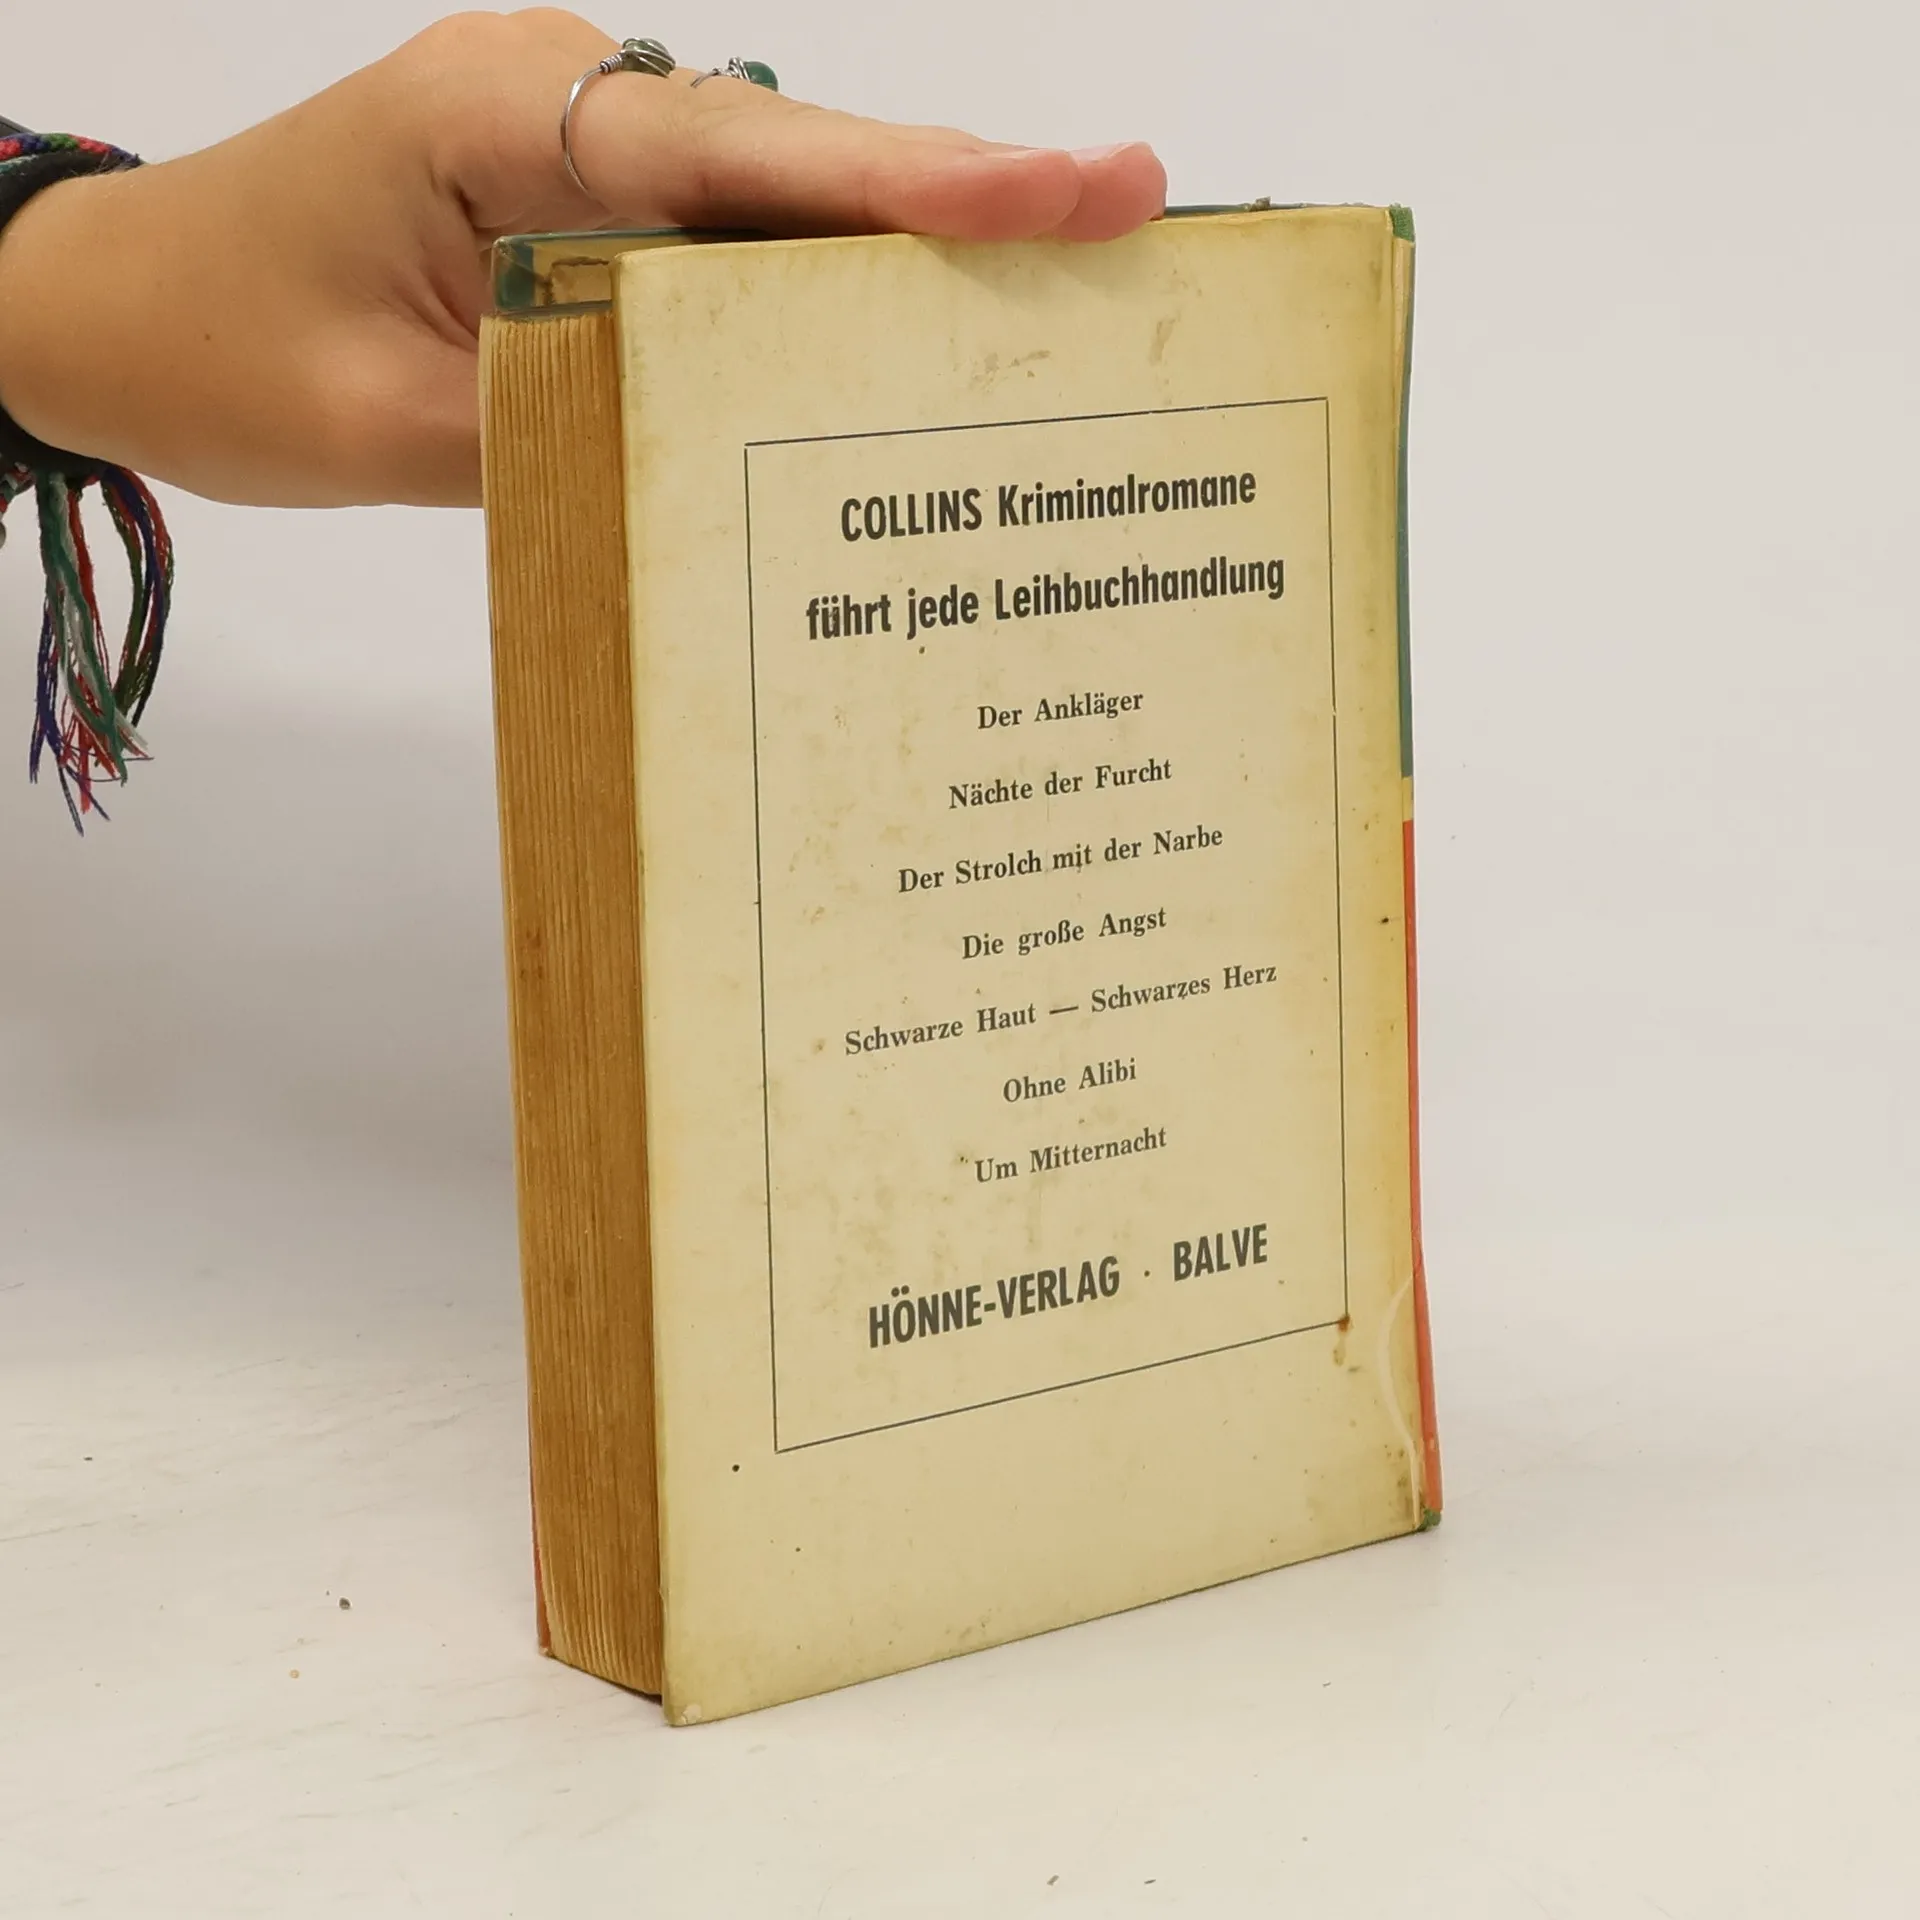 COLLINS Kriminalromane
führt jede Leihbuchhandlung
Der Ankläger
Nächte der Furcht
Der Strolch mit der Narbe
Die große Angst
Schwarze Haut — Schwarzes Herz
Ohne Alibi
Um Mitternacht
HÖNNE-VERLAG · BALVE